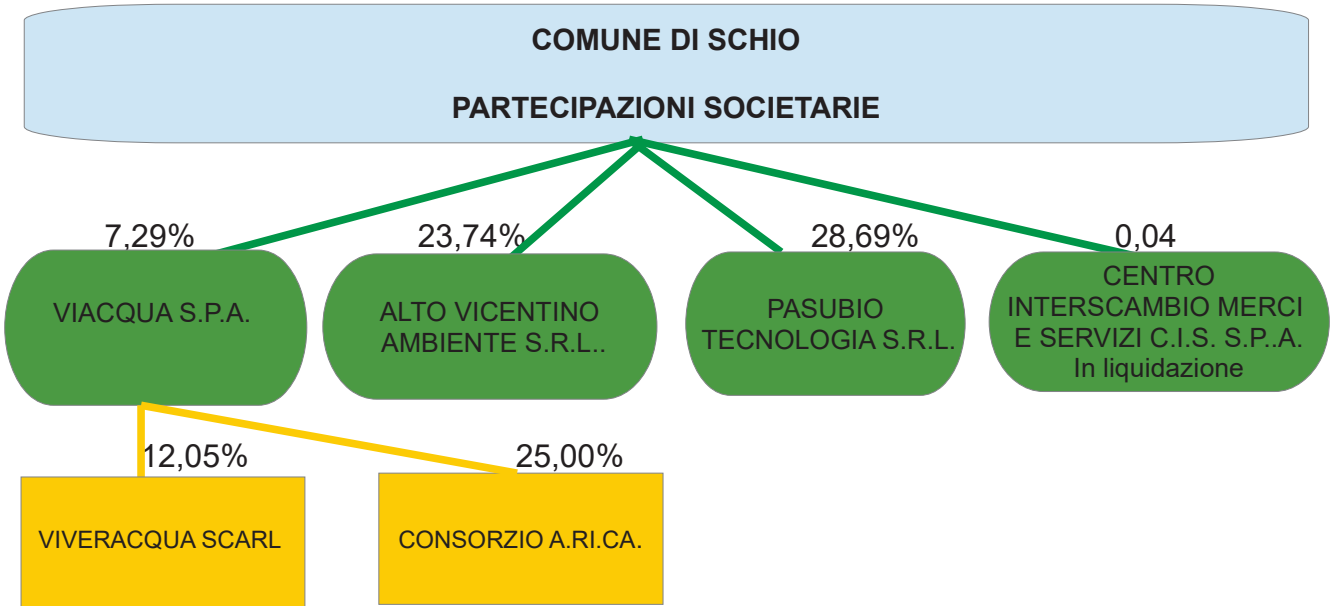 COMUNE DI SCHIO
PARTECIPAZIONI SOCIETARIE
7,29%
23,74%
28,69%
0,04
VIACQUA S.P.A.
ALTO VICENTINO
AMBIENTE S.R.L..
PASUBIO
TECNOLOGIA S.R.L.
CENTRO
INTERSCAMBIO MERCI
E SERVIZI C.I.S. S.P..A.
In liquidazione
12,05%
25,00%
VIVERACQUA SCARL
CONSORZIO A.RI.CA.